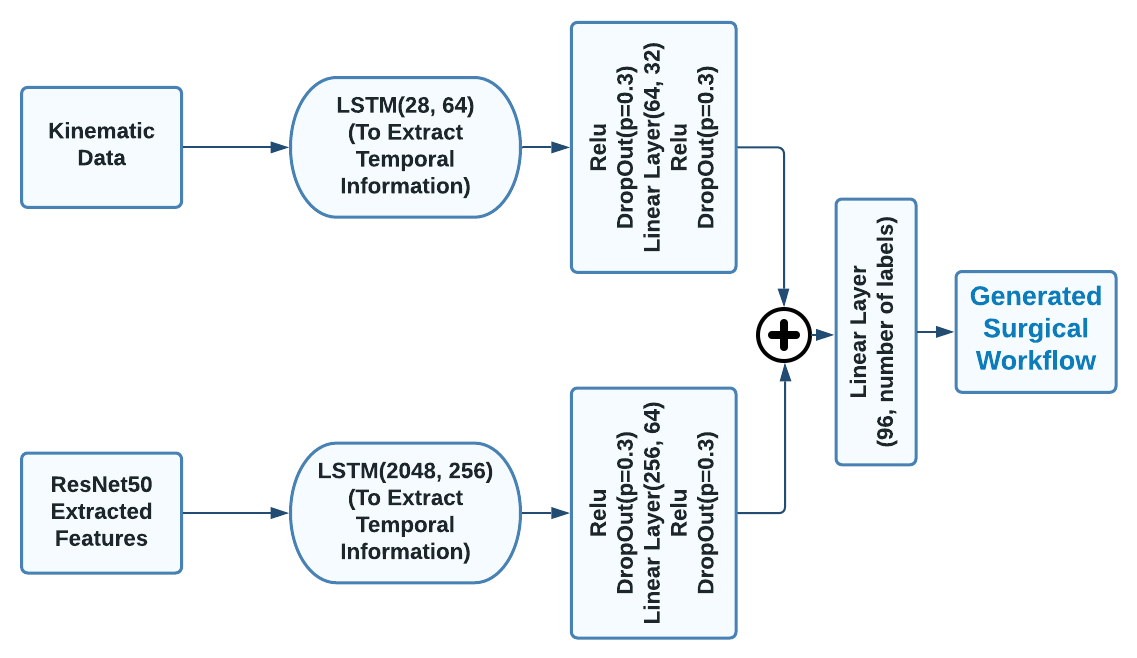 Kinematic
Data
LSTM(28, 64)
(To Extract
Temporal
Information)
Relu
DropOut(p=0.3)
Linear Layer(64, 32)
Relu
DropOut(p=0.3)
ResNet50
Extracted
Features
LSTM(2048, 256)
(To Extract
Temporal
Information)
Relu
DropOut(p=0.3)
Linear Layer(256, 64)
Relu
DropOut(p=0.3)
Linear Layer
(96, number of labels)
Generated
Surgical
Workflow